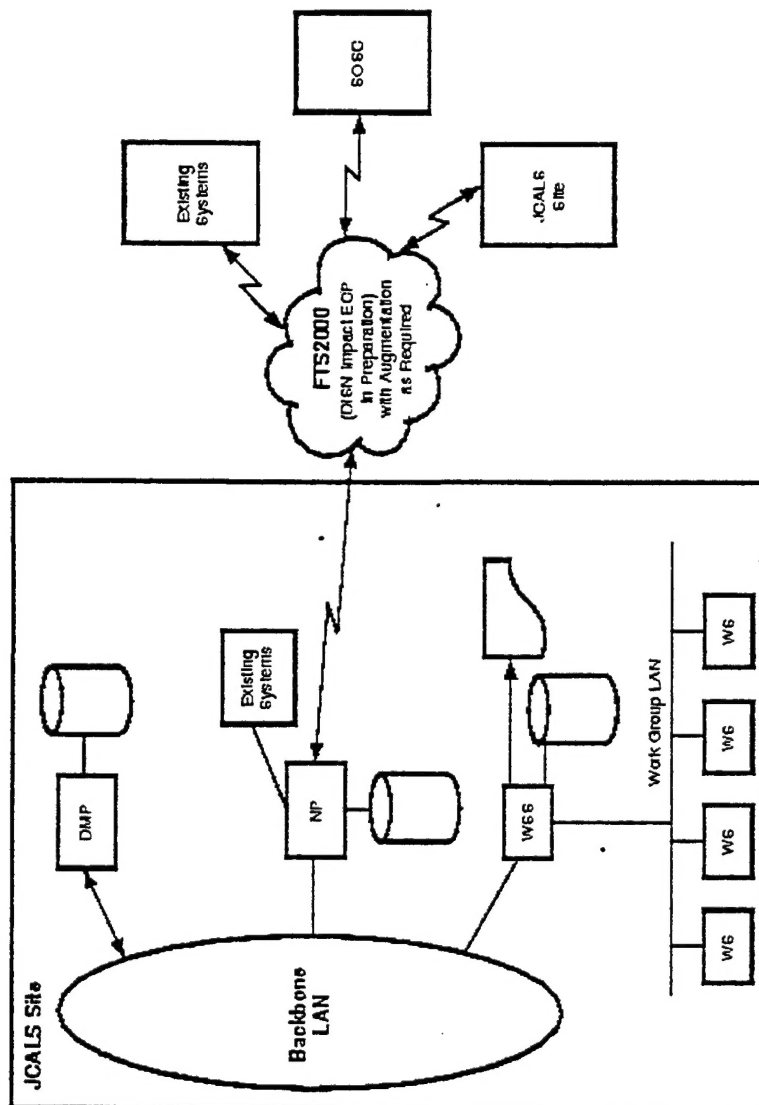 JCALS Site
Backbone
LAN
DMP
NP
WSS
Existing
Systems
Work Group LAN
WS
WS
WS
WS
FTS2000
(DISN Impact ECP
in Preparation)
with Augmentation
as Required
JCALS
Site
Existing
Systems
SOSC